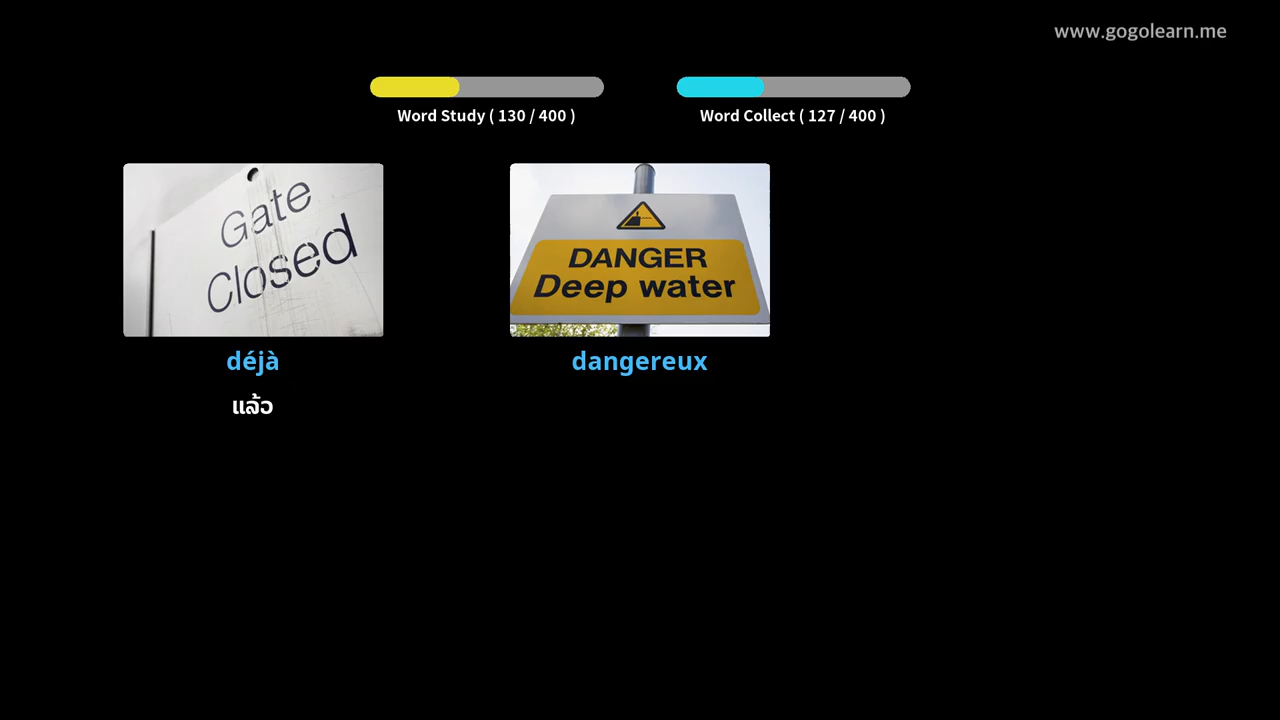 www.gogolearn.me
Word Study ( 130 / 400 )
Word Collect ( 127 / 400 )
Gate
Closed
DANGER
Deep water
déjà
dangereux
แล้ว